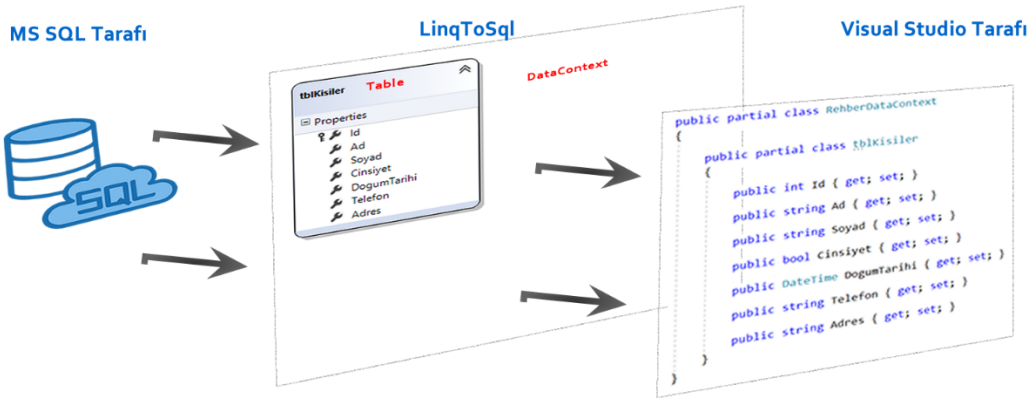 MS SQL Tarafı
LinqToSql
Visual Studio Tarafı
SQL
tblKisiler
Table
DataContext
Properties
Id
Ad
Soyad
Cinsiyet
DogumTarihi
Telefon
Adres
public partial class RehberDataContext
{
public partial class tblKisiler
{
public int Id { get; set; }
public string Ad { get; set; }
public string Soyad { get; set; }
public bool Cinsiyet { get; set; }
public DateTime DogumTarihi { get; set; }
public string Telefon { get; set; }
public string Adres { get; set; }
}
}